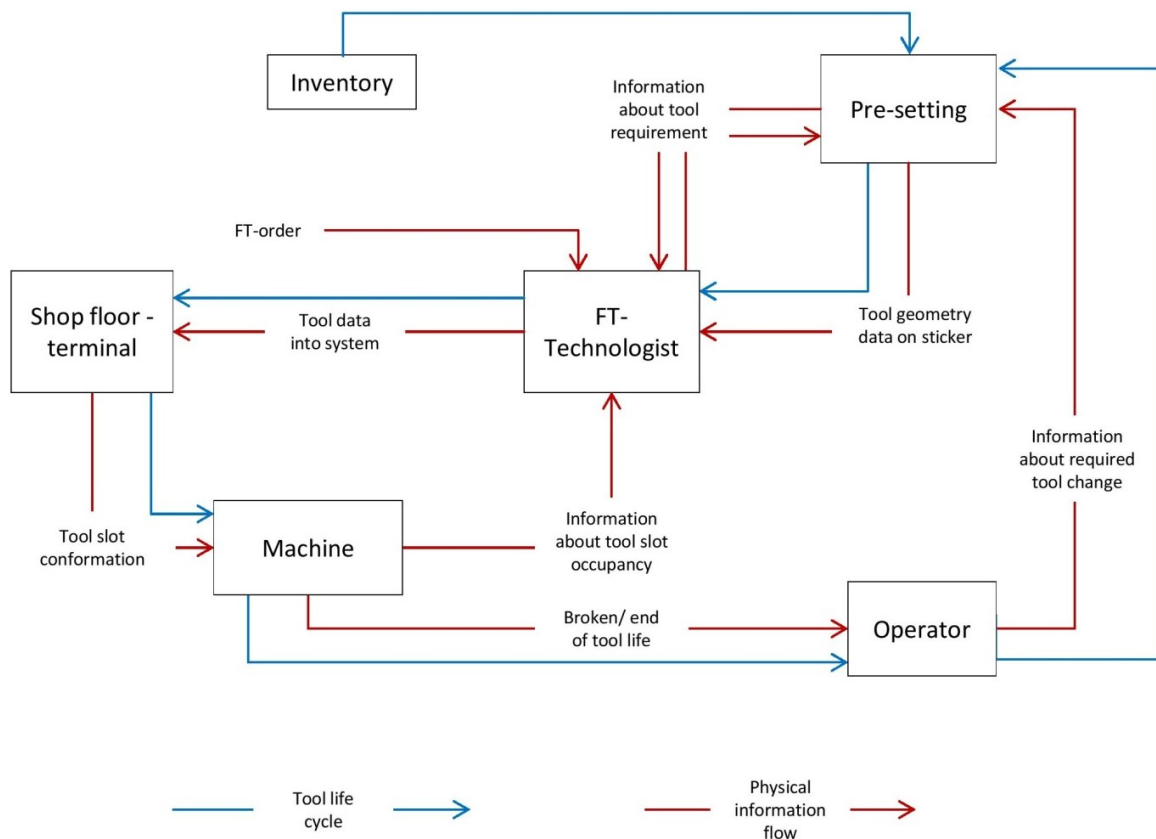 Inventory
Information
about tool
requirement
Pre-setting
FT-order
Shop floor -
terminal
Tool data
into system
FT-
Technologist
Tool geometry
data on sticker
Information
about required
tool change
Tool slot
conformation
Machine
Information
about tool slot
occupancy
Broken/ end
of tool life
Operator
Tool life
cycle
Physical
information
flow